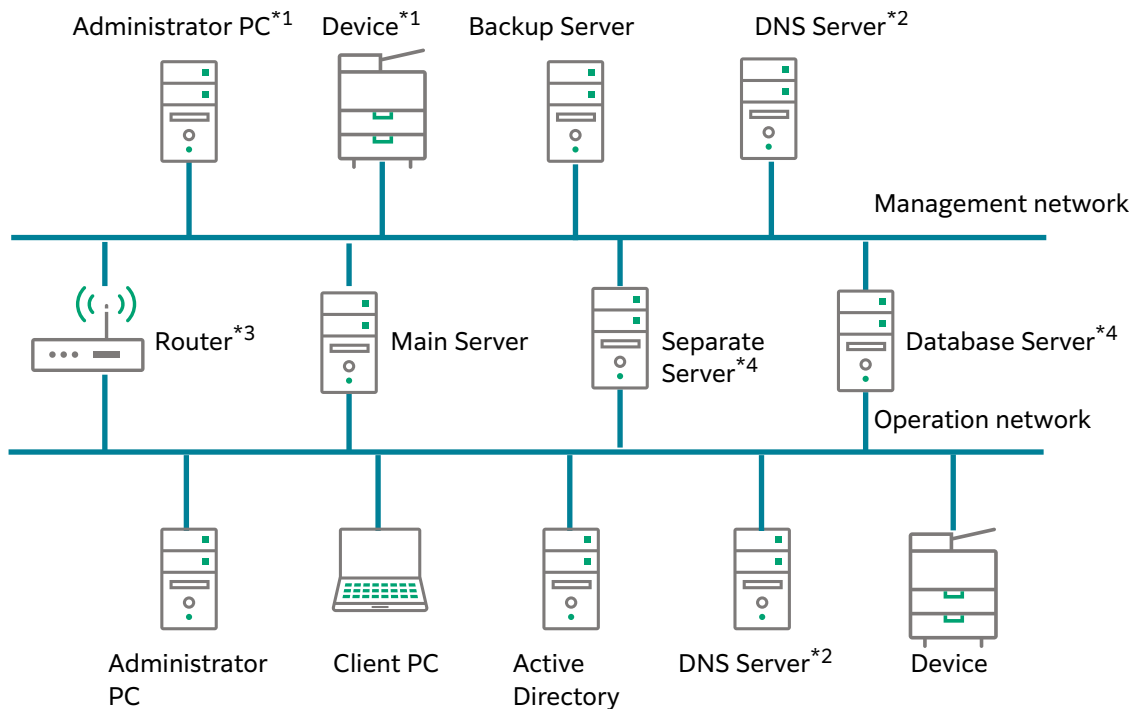 Administrator PC*1
Device*1
Backup Server
DNS Server*2
Management network
Router*3
Main Server
Separate
Server*4
Database Server*4
Operation network
Administrator
PC
Client PC
Active
Directory
DNS Server*2
Device